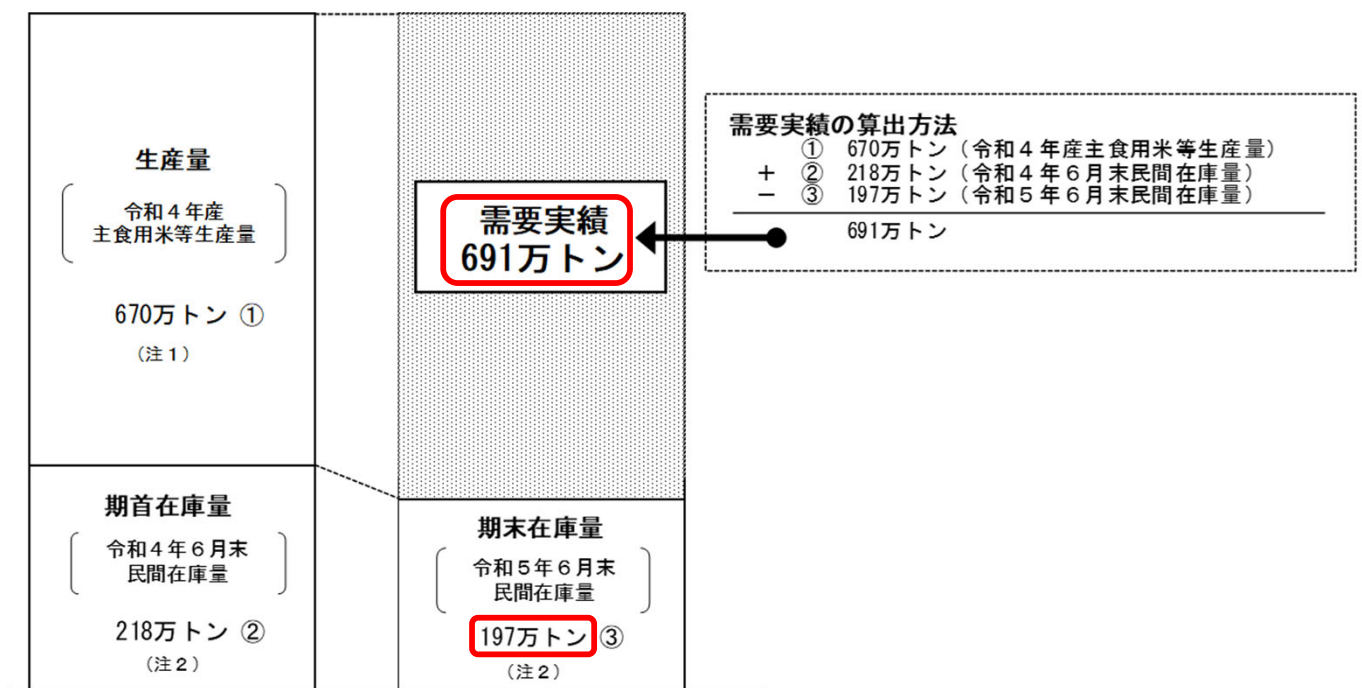 生産量
令和４年産
主食用米等生産量
670万トン ①
（注１）
期首在庫量
令和４年６月末
民間在庫量
218万トン ②
（注２）
需要実績
691万トン
期末在庫量
令和５年６月末
民間在庫量
197万トン ③
（注２）
需要実績の算出方法
① 670万トン（令和４年産主食用米等生産量）
＋ ② 218万トン（令和４年６月末民間在庫量）
－ ③ 197万トン（令和５年６月末民間在庫量）
691万トン